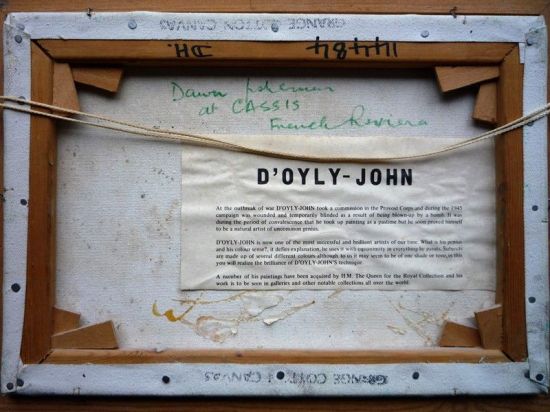 GRANGE COTTON CANVAS
Dawn fishermen
at CASSIS
French Riviera
D'OYLY-JOHN
At the outbreak of war D'OYLY-JOHN took a commission in the Provost Corps and during the 1945
campaign was wounded and temporarily blinded as a result of being blown-up by a bomb. It was
during the period of convalescence that he took up painting as a pastime but he soon proved himself
to be a natural artist of uncommon genius.
D'OYLY-JOHN is now one of the most successful and brilliant artists of our time. What is his genius
and his colour sense?, it defies explanation, he sees it with equanimity in everything he paints. Subjects
are made up of several different colours although to us it may seem to be of one shade or tone, in this
you will realize the brilliance of D'OYLY-JOHN'S technique.
A number of his paintings have been acquired by H.M. The Queen for the Royal Collection and his
work is to be seen in galleries and other notable collections all over the world.
GRANGE COTTON CANVAS